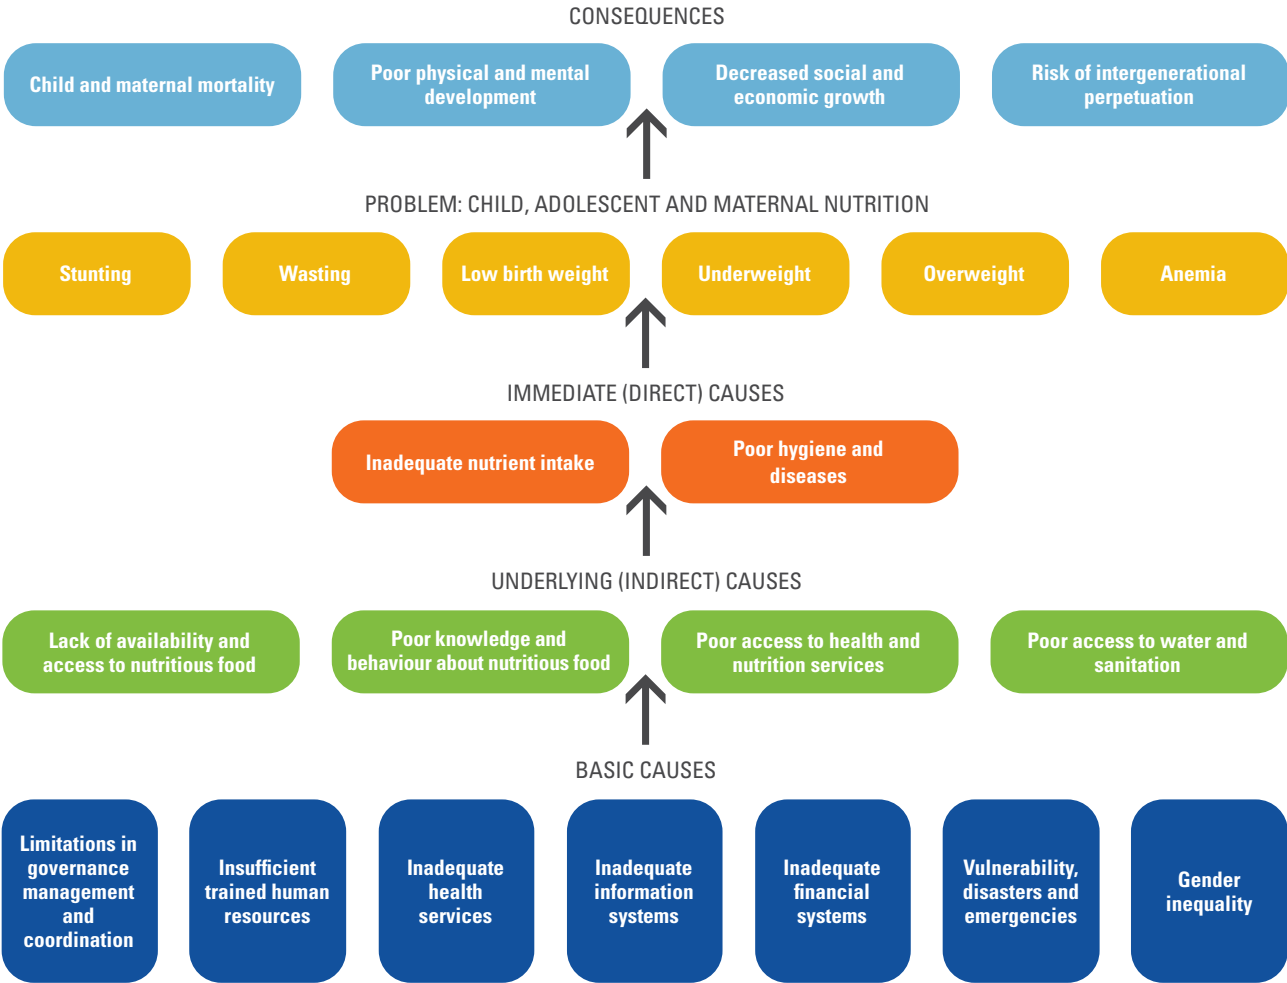 CONSEQUENCES
Child and maternal mortality
Poor physical and mental
development
Decreased social and
economic growth
Risk of intergenerational
perpetuation
PROBLEM: CHILD, ADOLESCENT AND MATERNAL NUTRITION
Stunting
Wasting
Low birth weight
Underweight
Overweight
Anemia
IMMEDIATE (DIRECT) CAUSES
Inadequate nutrient intake
Poor hygiene and
diseases
UNDERLYING (INDIRECT) CAUSES
Lack of availability and
access to nutritious food
Poor knowledge and
behaviour about nutritious food
Poor access to health and
nutrition services
Poor access to water and
sanitation
BASIC CAUSES
Limitations in
governance
management
and
coordination
Insufficient
trained human
resources
Inadequate
health
services
Inadequate
information
systems
Inadequate
financial
systems
Vulnerability,
disasters and
emergencies
Gender
inequality